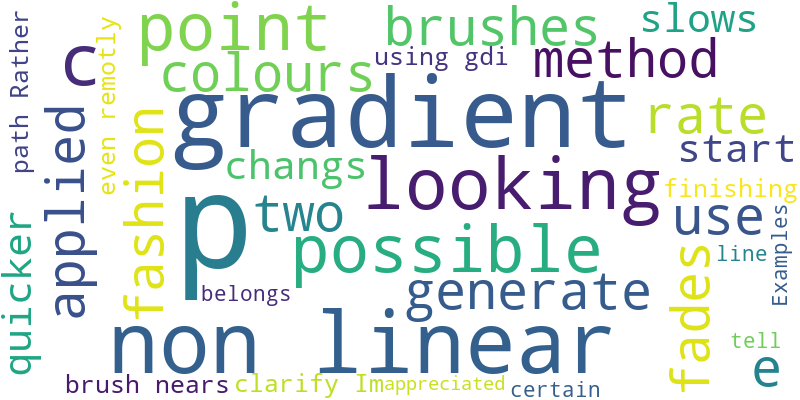 point
brushes
slows
c
using gdi
method
colours
path Rather
even remotly
gradient
rate
applied
fashion
changs
looking
start
finishing
p
two
possible
use
quicker
line
Examples
belongs
generate
fades
non linear
tell
e
brush nears
clarify Im
appreciated
certain